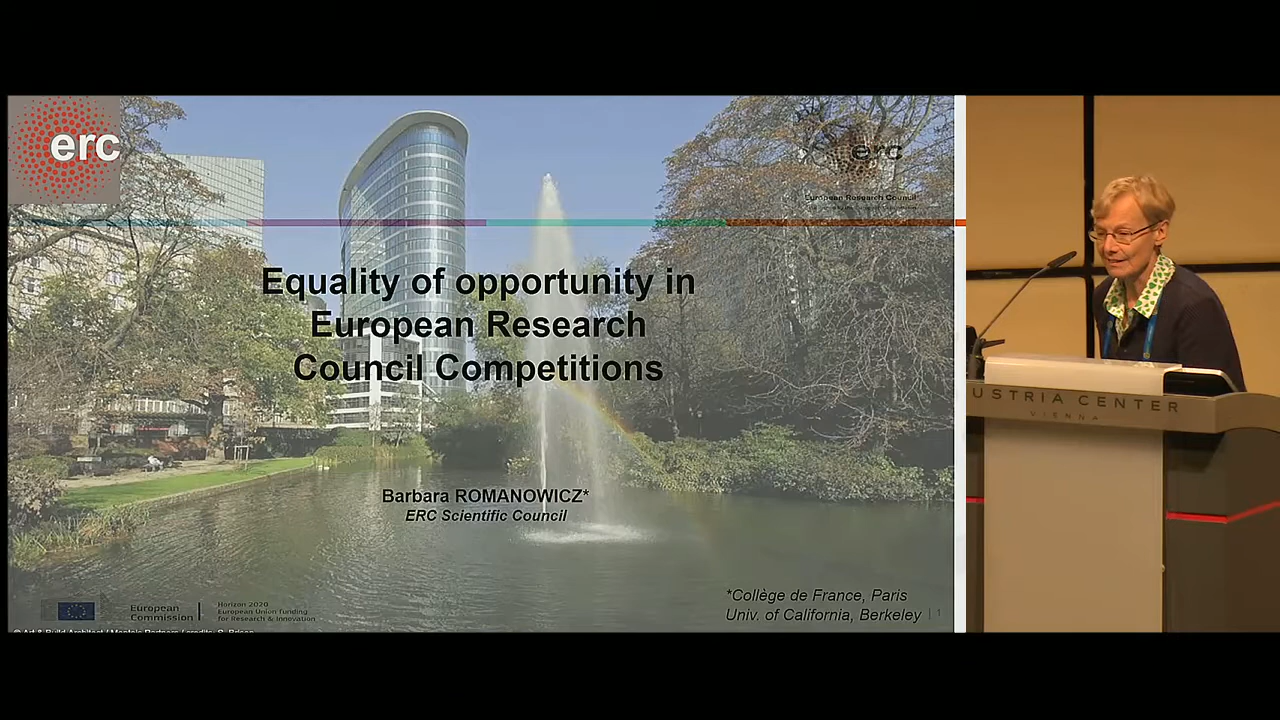 erc
erc
European Research Council
Equality of opportunity in
European Research
Council Competitions
Barbara ROMANOWICZ*
ERC Scientific Council
*Collège de France, Paris
Univ. of California, Berkeley | 1
European
Commission
Horizon 2020
European Union funding
for Research & Innovation
USTRIA CENTER
VIENNA